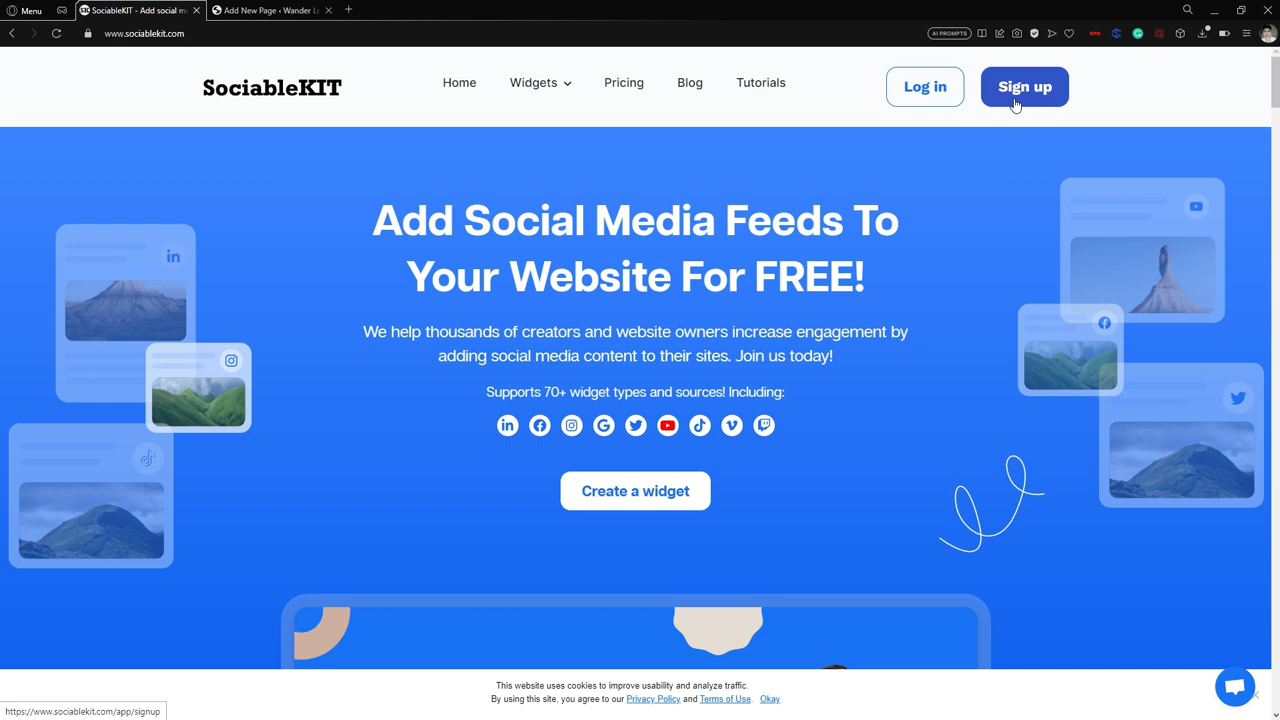 Menu
SociableKIT - Add social m
Add New Page ‹ Wander L
www.sociablekit.com
AI PROMPTS
SociableKIT
Home
Widgets
Pricing
Blog
Tutorials
Log in
Sign up
Add Social Media Feeds To
Your Website For FREE!
We help thousands of creators and website owners increase engagement by
adding social media content to their sites. Join us today!
Supports 70+ widget types and sources! Including:
Create a widget
This website uses cookies to improve usability and analyze traffic.
By using this site, you agree to our Privacy Policy and Terms of Use. Okay
https://www.sociablekit.com/app/signup